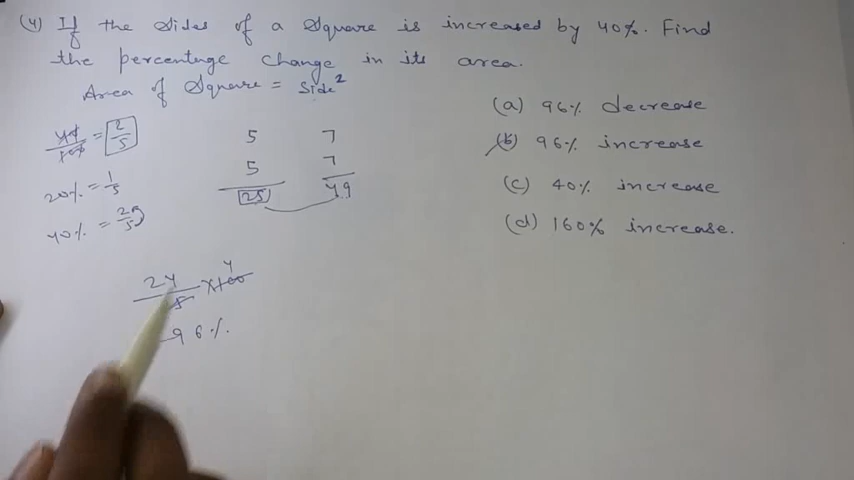 (4) If the sides of a square is increased by 40%. Find
the percentage change in its area.
Area of Square = Side²
(a) 96% decrease
(b) 96% increase
(c) 40% increase
(d) 160% increase.
40/100 = 2/5
20% = 1/5
40% = 2/5
5 7
5 7
25 49
24/25 × 100 4
96%